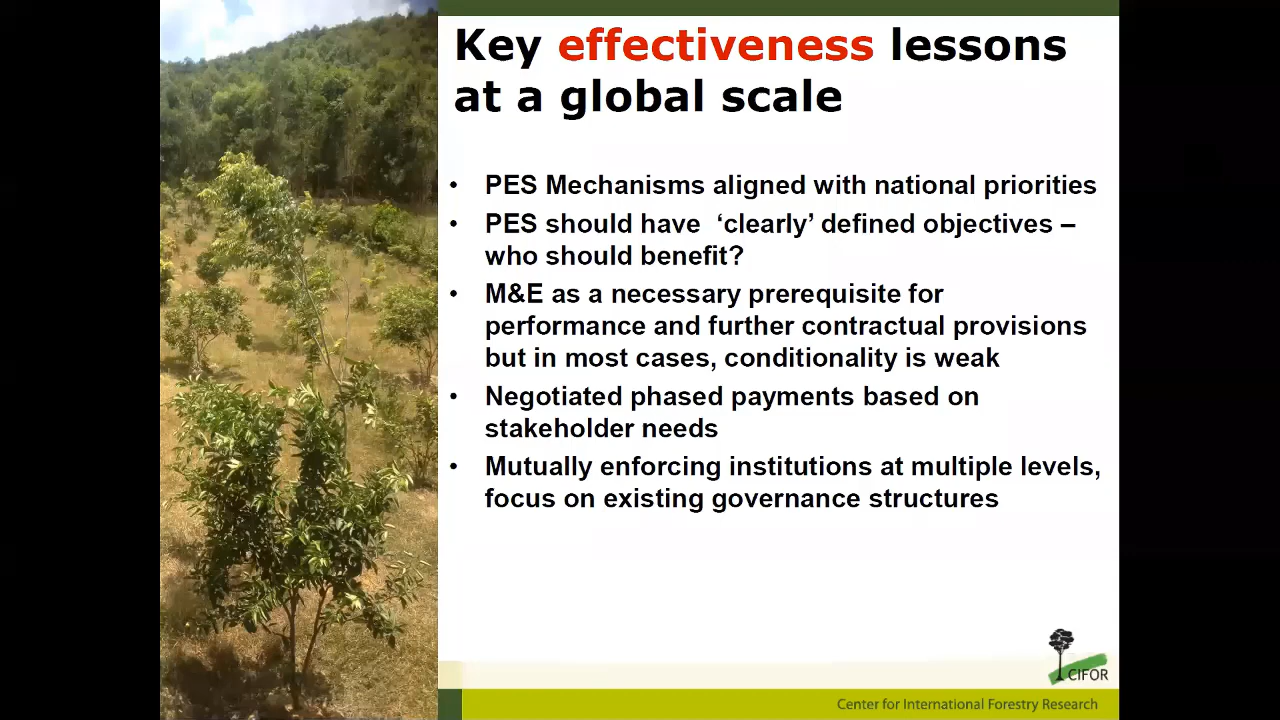 Key effectiveness lessons
at a global scale
• PES Mechanisms aligned with national priorities
• PES should have ‘clearly’ defined objectives –
who should benefit?
• M&E as a necessary prerequisite for
performance and further contractual provisions
but in most cases, conditionality is weak
• Negotiated phased payments based on
stakeholder needs
• Mutually enforcing institutions at multiple levels,
focus on existing governance structures
CIFOR
Center for International Forestry Research